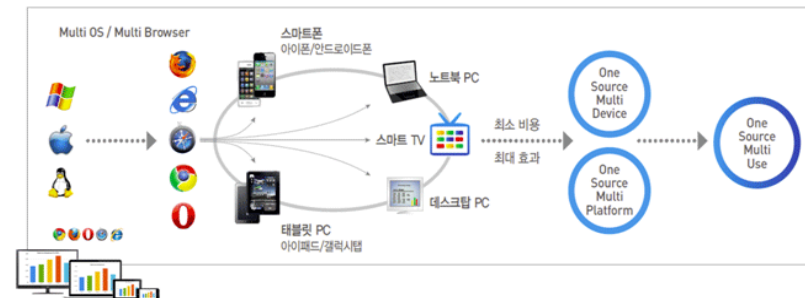 Multi OS / Multi Browser
스마트폰
아이폰/안드로이드폰
노트북 PC
스마트 TV
데스크탑 PC
태블릿 PC
아이패드/갤럭시탭
최소 비용
최대 효과
One
Source
Multi
Device
One
Source
Multi
Platform
One
Source
Multi
Use